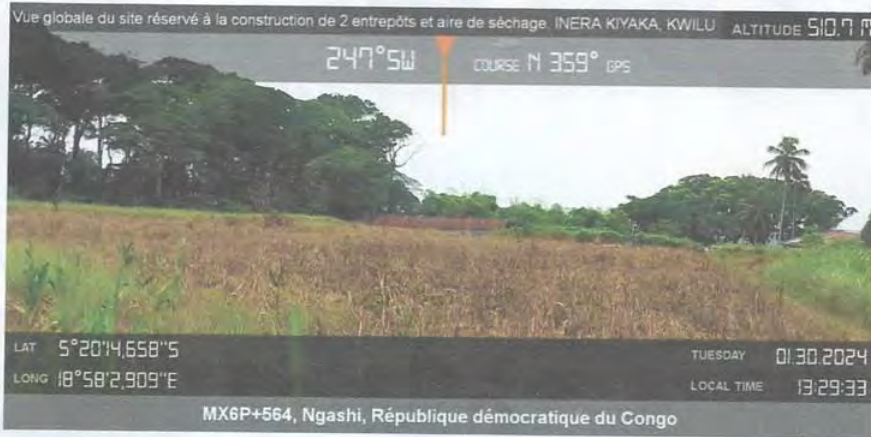 Vue globale du site réservé à la construction de 2 entrepôts et aire de séchage, INERA KIYAKA, KWILU ALTITUDE 510.7 m
247°SW COURSE N 359° GPS
LAT 5°20'14,658"S
LONG 18°58'2,909"E
TUESDAY 01.30.2024
LOCAL TIME 13:29:33
MX6P+564, Ngashi, République démocratique du Congo